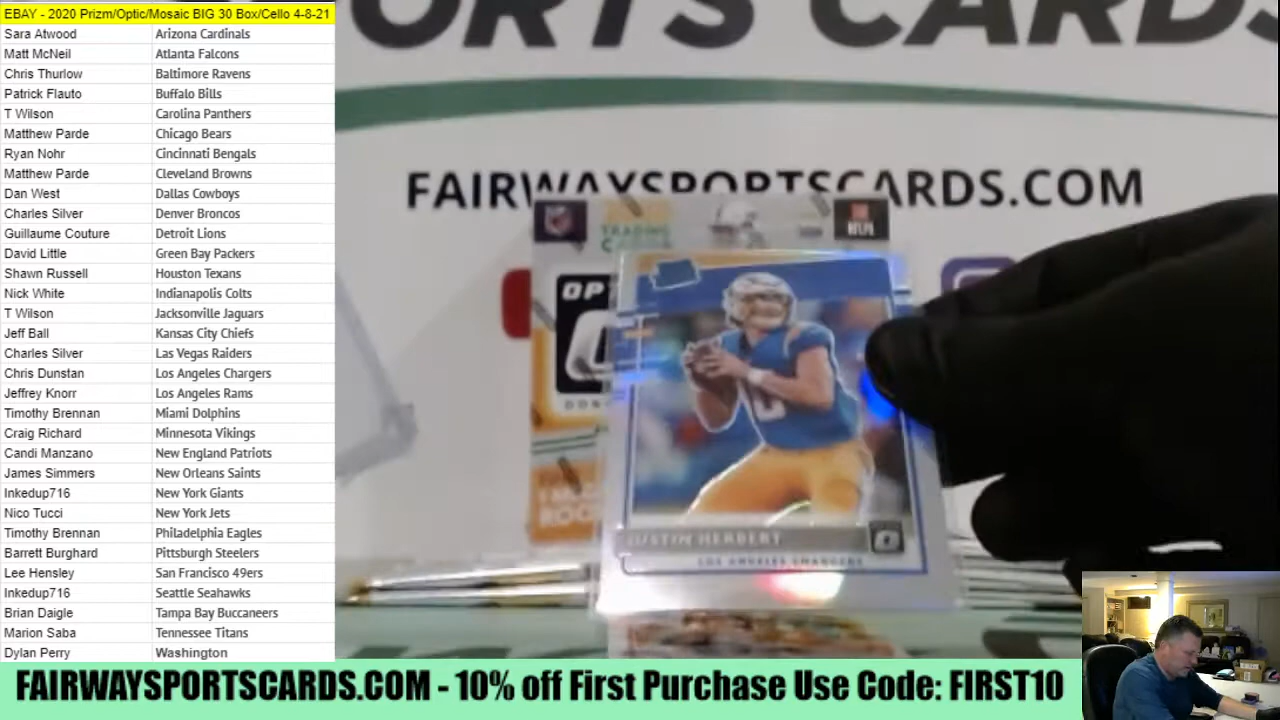 EBAY - 2020 Prizm/Optic/Mosaic BIG 30 Box/Cello 4-8-21
Sara Atwood Arizona Cardinals
Matt McNeil Atlanta Falcons
Chris Thurlow Baltimore Ravens
Patrick Flauto Buffalo Bills
T Wilson Carolina Panthers
Matthew Parde Chicago Bears
Ryan Nohr Cincinnati Bengals
Matthew Parde Cleveland Browns
Dan West Dallas Cowboys
Charles Silver Denver Broncos
Guillaume Couture Detroit Lions
David Little Green Bay Packers
Shawn Russell Houston Texans
Nick White Indianapolis Colts
T Wilson Jacksonville Jaguars
Jeff Ball Kansas City Chiefs
Charles Silver Las Vegas Raiders
Chris Dunstan Los Angeles Chargers
Jeffrey Knorr Los Angeles Rams
Timothy Brennan Miami Dolphins
Craig Richard Minnesota Vikings
Candi Manzano New England Patriots
James Simmers New Orleans Saints
Inkedup716 New York Giants
Nico Tucci New York Jets
Timothy Brennan Philadelphia Eagles
Barrett Burghard Pittsburgh Steelers
Lee Hensley San Francisco 49ers
Inkedup716 Seattle Seahawks
Brian Daigle Tampa Bay Buccaneers
Marion Saba Tennessee Titans
Dylan Perry Washington
SPORTS CARDS
FAIRWAYSPORTSCARDS.COM
TRADING
CARDS
NFLPA
OPT
DON
JUSTIN HERBERT
LOS ANGELES CHARGERS
FAIRWAYSPORTSCARDS.COM - 10% off First Purchase Use Code: FIRST10